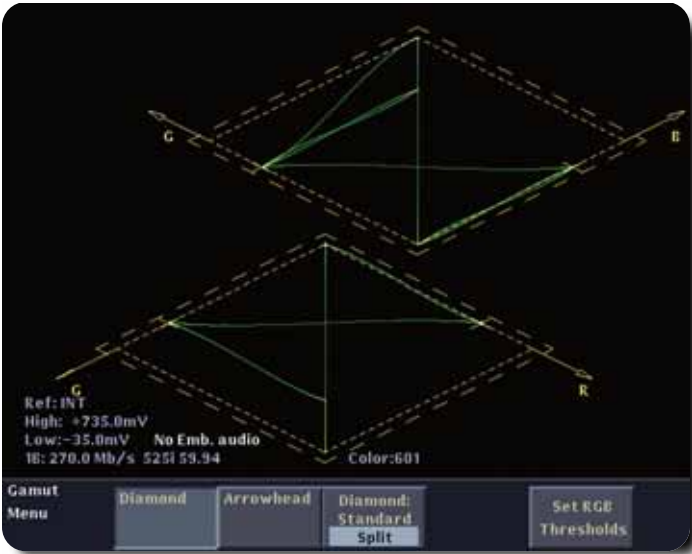 G
B
G
R
Ref: INT
High: +735.0mV
Low:-35.0mV No Emb. audio
1B: 270.0 Mb/s 525i 59.94 Color:601
Gamut
Menu
Diamond
Arrowhead
Diamond:
Standard
Split
Set RGB
Thresholds